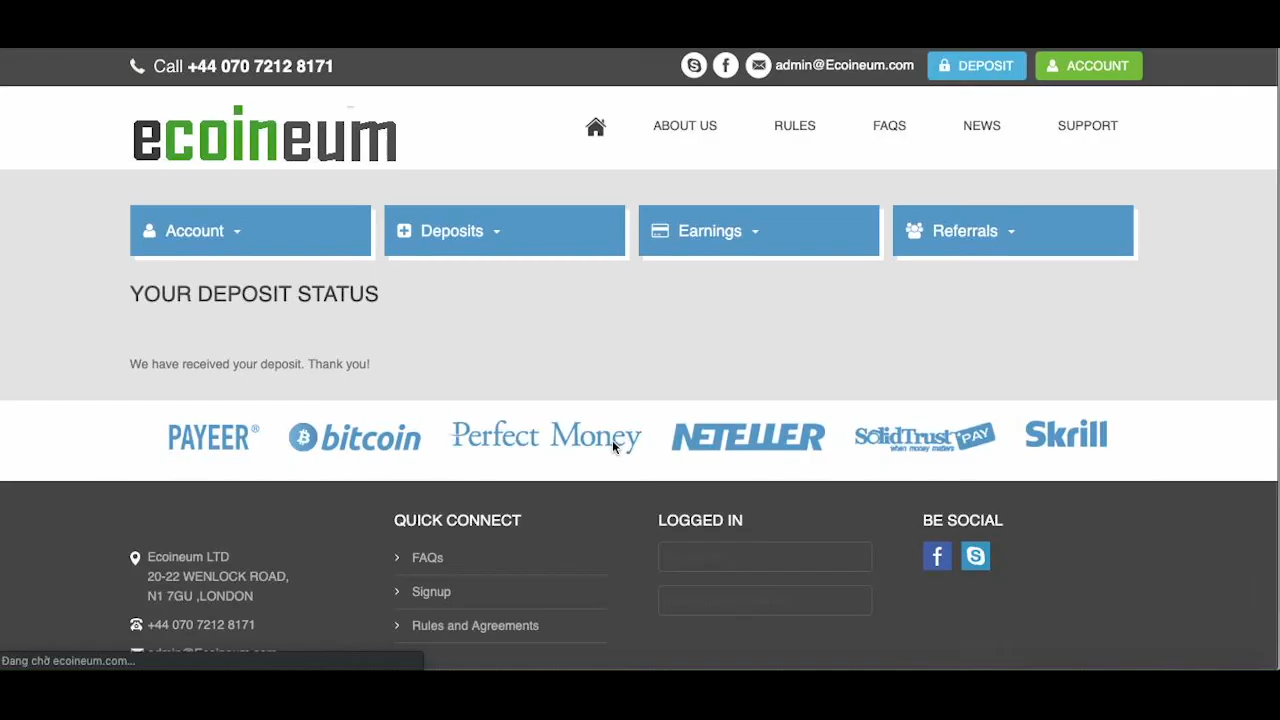 Call +44 070 7212 8171
admin@Ecoineum.com
DEPOSIT
ACCOUNT
ecoineum
ABOUT US
RULES
FAQS
NEWS
SUPPORT
Account
Deposits
Earnings
Referrals
YOUR DEPOSIT STATUS
We have received your deposit. Thank you!
PAYEER®
bitcoin
Perfect Money
NETELLER
SolidTrust PAY
when money matters
Skrill
QUICK CONNECT
FAQs
Signup
Rules and Agreements
LOGGED IN
BE SOCIAL
Ecoineum LTD
20-22 WENLOCK ROAD,
N1 7GU ,LONDON
+44 070 7212 8171
admin@Ecoineum.com
Đang chờ ecoineum.com...